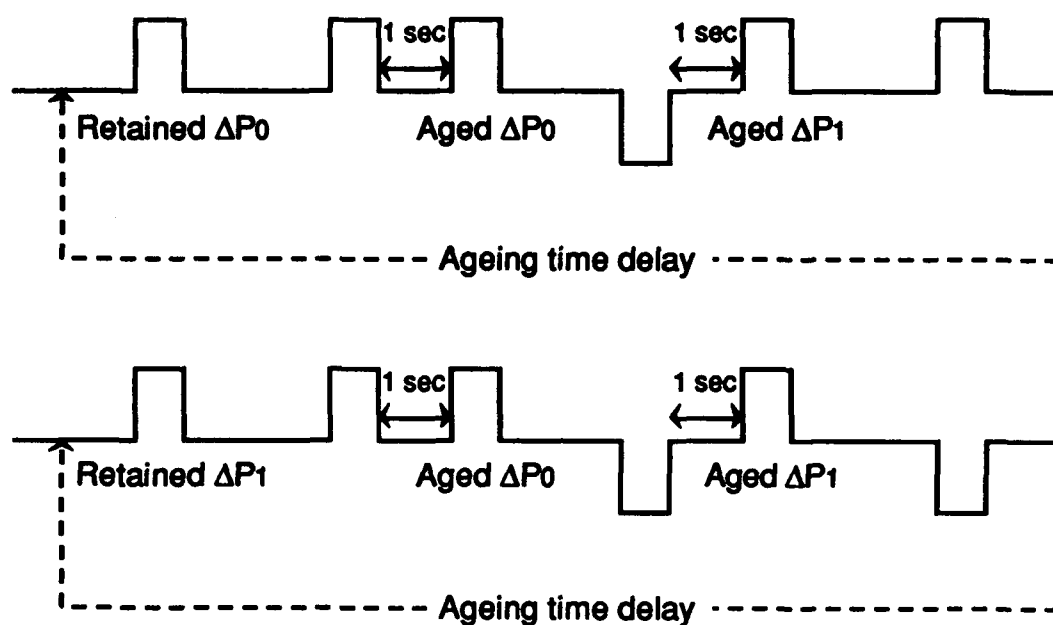 1 sec 1 sec
Retained ΔP0 Aged ΔP0 Aged ΔP1
Ageing time delay
1 sec 1 sec
Retained ΔP1 Aged ΔP0 Aged ΔP1
Ageing time delay